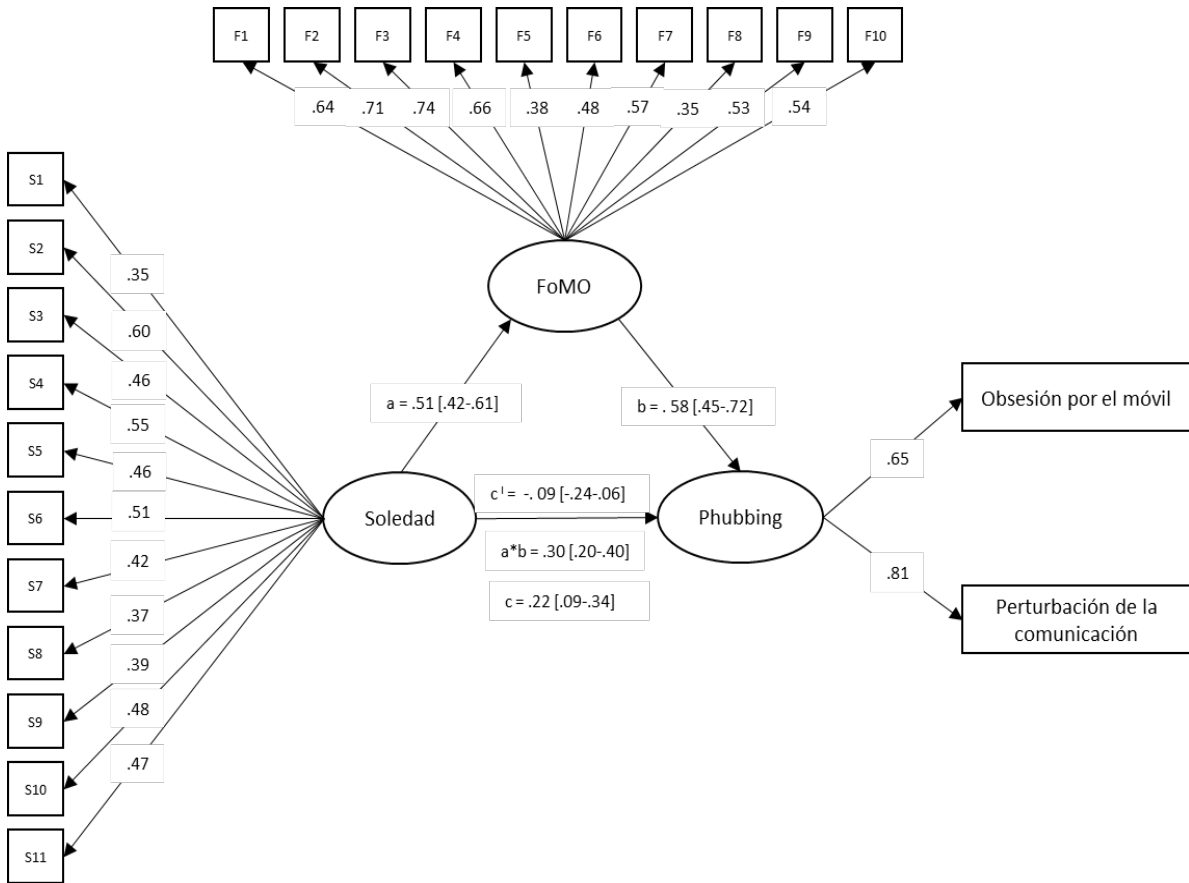 F1 F2 F3 F4 F5 F6 F7 F8 F9 F10
.64 .71 .74 .66 .38 .48 .57 .35 .53 .54
S1
S2
S3
S4
S5
S6
S7
S8
S9
S10
S11
.35
.60
.46
.55
.46
.51
.42
.37
.39
.48
.47
FoMO
a = .51 [.42-.61]
b = . 58 [.45-.72]
Soledad
c ᴵ = -. 09 [-.24-.06]
a*b = .30 [.20-.40]
c = .22 [.09-.34]
Phubbing
.65
.81
Obsesión por el móvil
Perturbación de la
comunicación